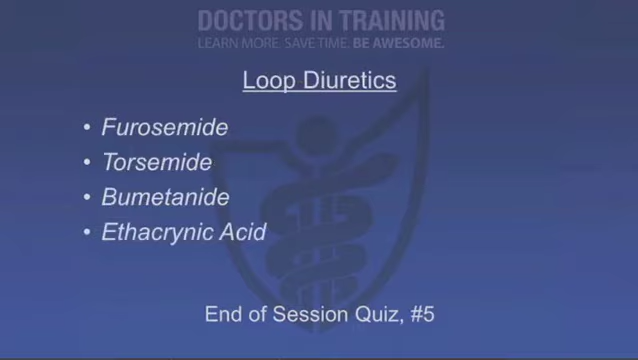 DOCTORS IN TRAINING
LEARN MORE. SAVE TIME. BE AWESOME.
Loop Diuretics
• Furosemide
• Torsemide
• Bumetanide
• Ethacrynic Acid
End of Session Quiz, #5